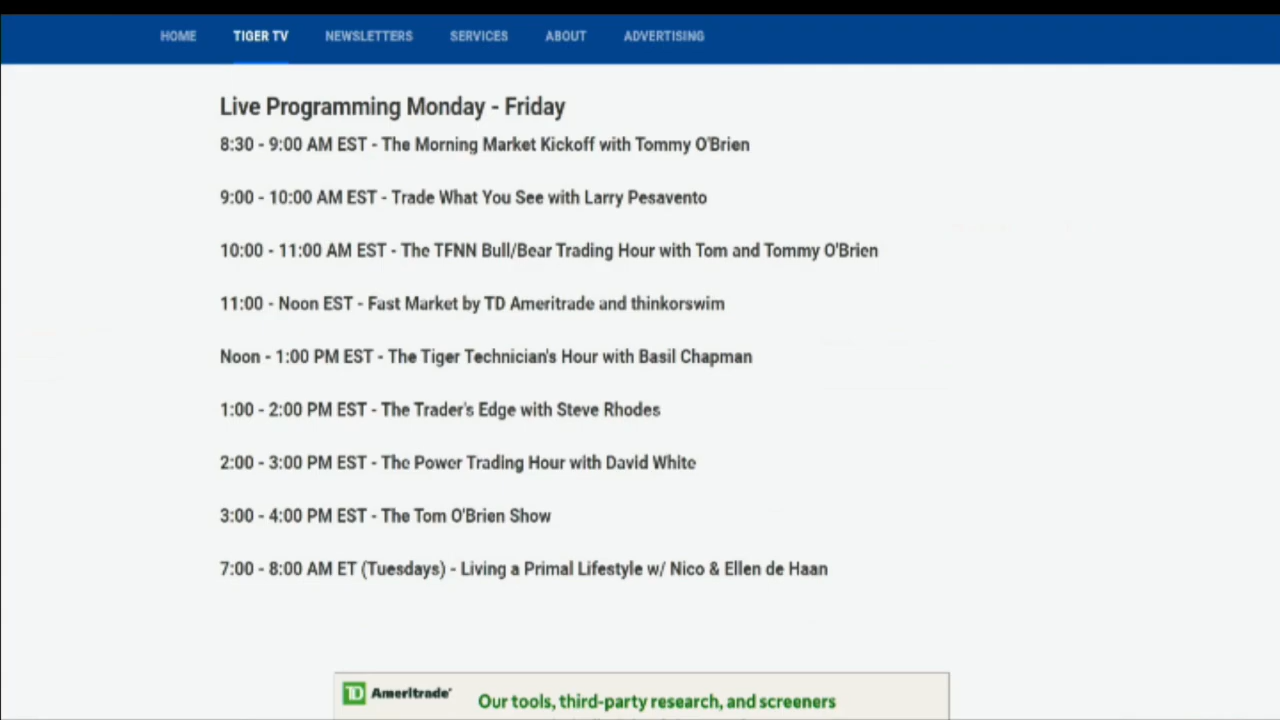 HOME TIGER TV NEWSLETTERS SERVICES ABOUT ADVERTISING
Live Programming Monday - Friday
8:30 - 9:00 AM EST - The Morning Market Kickoff with Tommy O'Brien
9:00 - 10:00 AM EST - Trade What You See with Larry Pesavento
10:00 - 11:00 AM EST - The TFNN Bull/Bear Trading Hour with Tom and Tommy O'Brien
11:00 - Noon EST - Fast Market by TD Ameritrade and thinkorswim
Noon - 1:00 PM EST - The Tiger Technician's Hour with Basil Chapman
1:00 - 2:00 PM EST - The Trader's Edge with Steve Rhodes
2:00 - 3:00 PM EST - The Power Trading Hour with David White
3:00 - 4:00 PM EST - The Tom O'Brien Show
7:00 - 8:00 AM ET (Tuesdays) - Living a Primal Lifestyle w/ Nico & Ellen de Haan
TD Ameritrade
Our tools, third-party research, and screeners